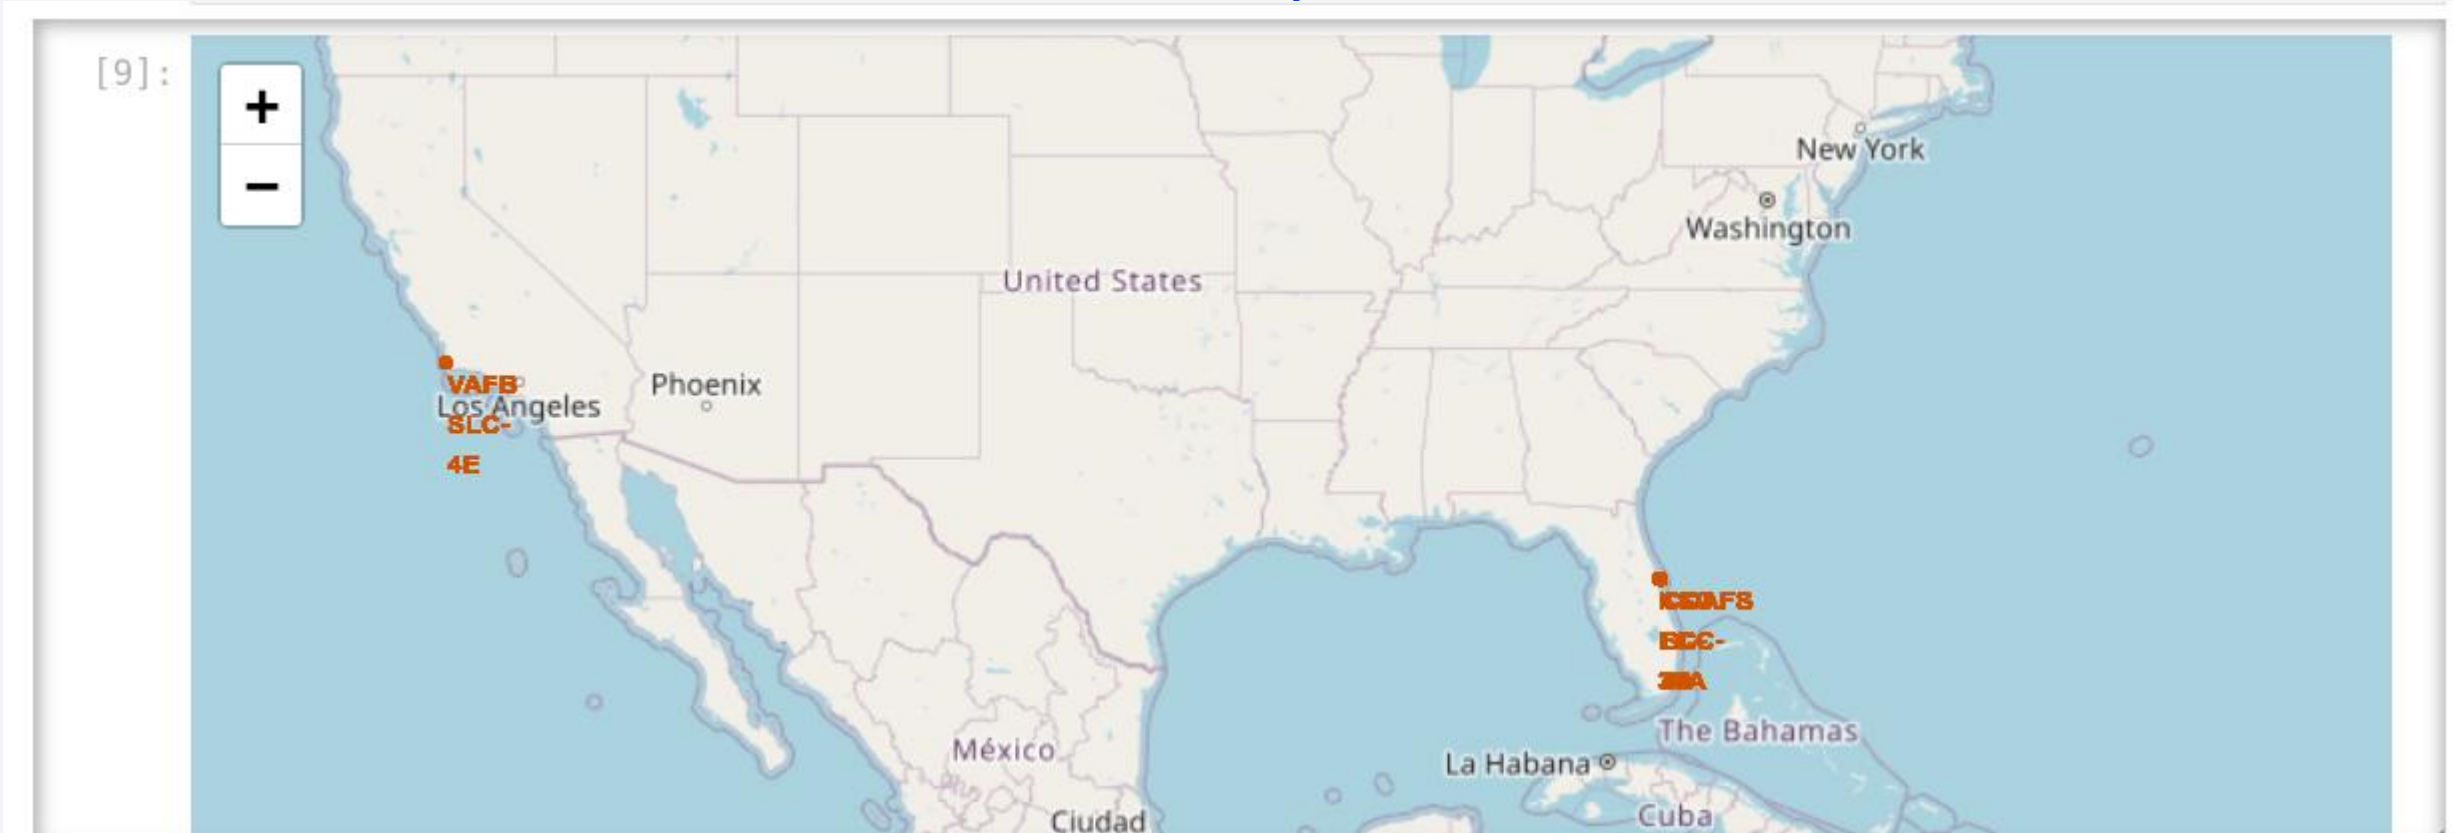 [9]:
+
−
New York
Washington
United States
VAFB
Phoenix
Los Angeles
SLC-
4E
The Bahamas
México
La Habana
Cuba
Ciudad